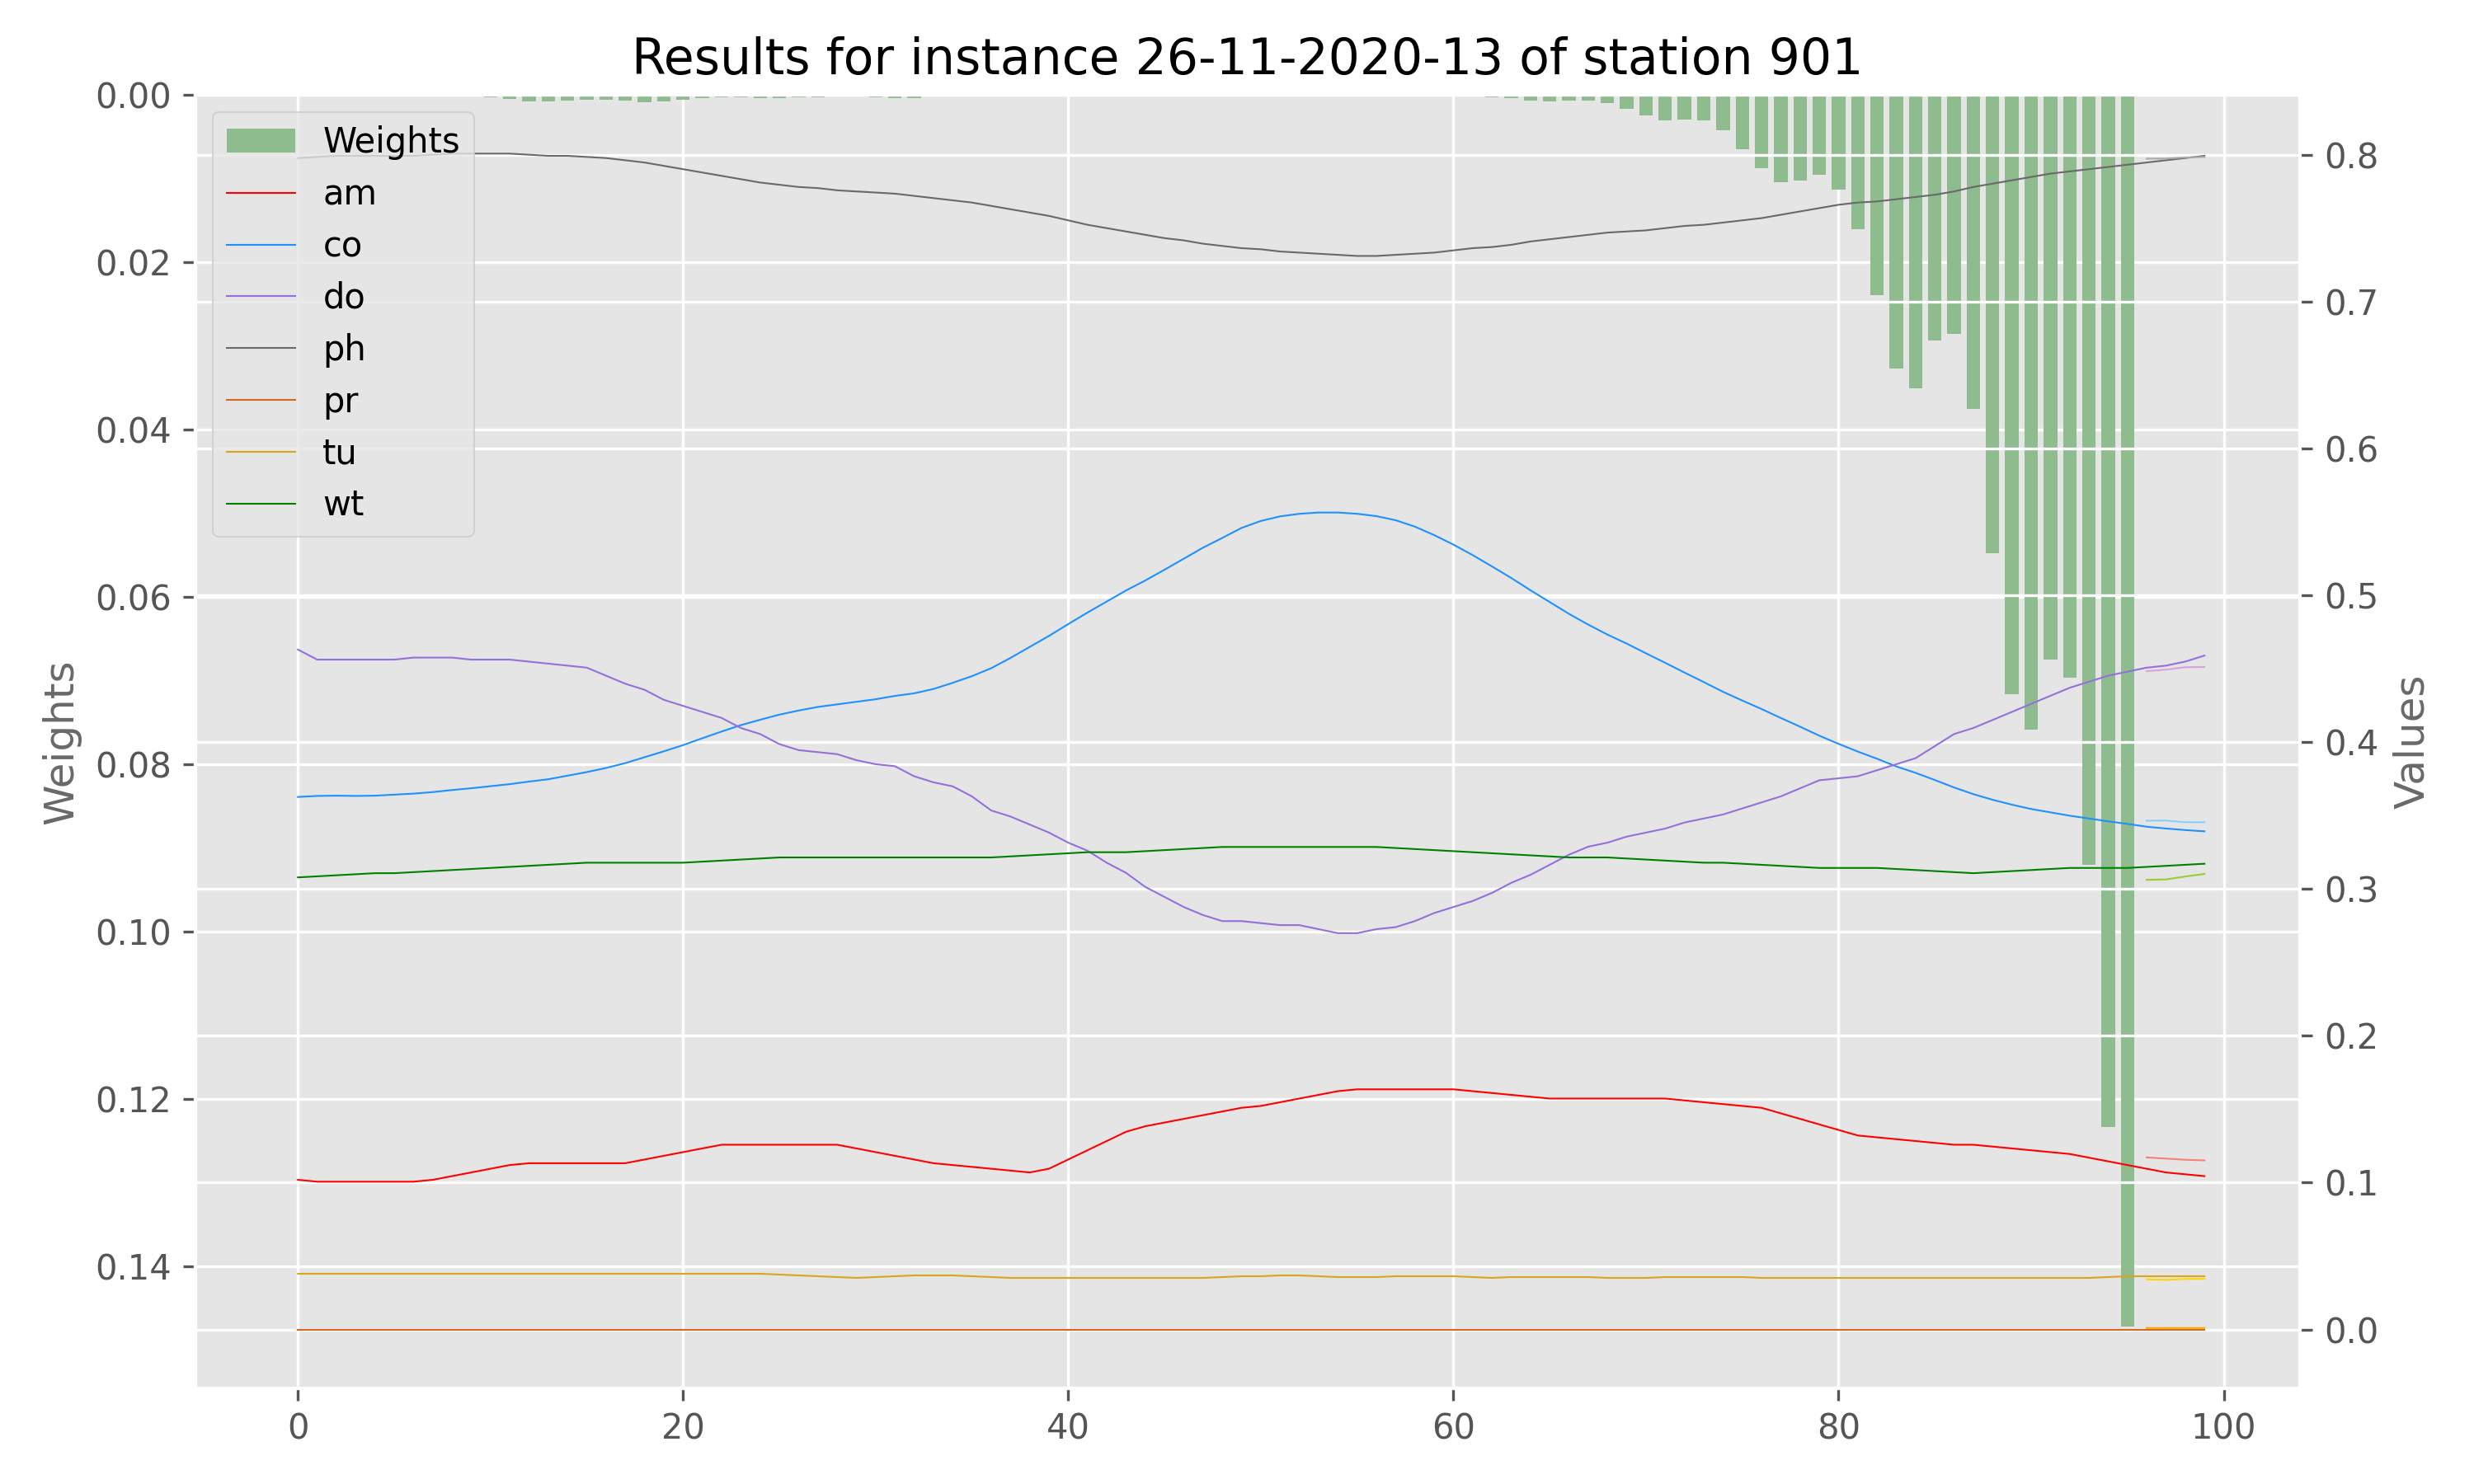 Results for instance 26-11-2020-13 of station 901
0.00
0.02
0.04
0.06
0.08
0.10
0.12
0.14
Weights
Weights
am
co
do
ph
pr
tu
wt
0.8
0.7
0.6
0.5
0.4
0.3
0.2
0.1
0.0
Values
0 20 40 60 80 100